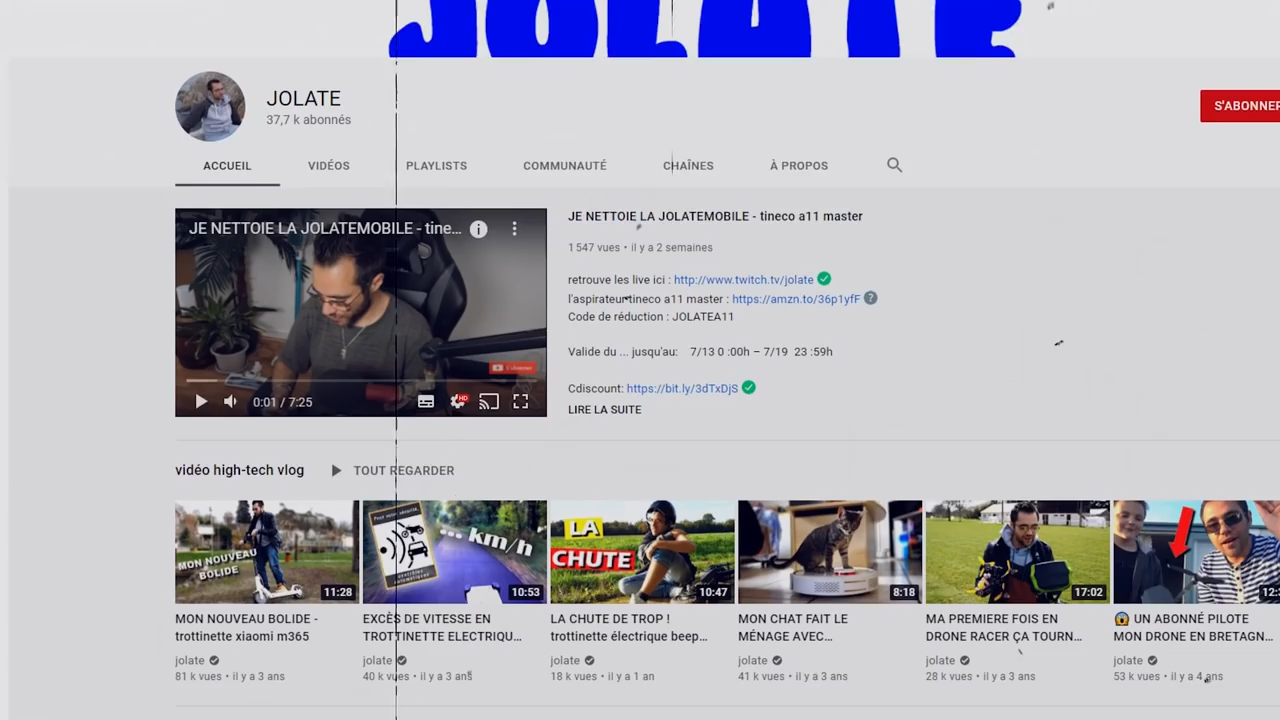 JOLATE
JOLATE
37,7 k abonnés
S'ABONNER
ACCUEIL
VIDÉOS
PLAYLISTS
COMMUNAUTÉ
CHAÎNES
À PROPOS
JE NETTOIE LA JOLATEMOBILE - tine...
0:01 / 7:25
HD
JE NETTOIE LA JOLATEMOBILE - tineco a11 master
1 547 vues • il y a 2 semaines
retrouve les live ici : http://www.twitch.tv/jolate
l'aspirateur tineco a11 master : https://amzn.to/36p1yfF ?
Code de réduction : JOLATEA11
Valide du ... jusqu'au: 7/13 0 :00h – 7/19 23 :59h
Cdiscount: https://bit.ly/3dTxDjS
LIRE LA SUITE
vidéo high-tech vlog
TOUT REGARDER
MON NOUVEAU
BOLIDE
11:28
MON NOUVEAU BOLIDE -
trottinette xiaomi m365
jolate
81 k vues • il y a 3 ans
Pour votre sécurité
contrôles
automatiques
... km/h
10:53
EXCÈS DE VITESSE EN
TROTTINETTE ELECTRIQU...
jolate
40 k vues • il y a 3 ans
LA
CHUTE
10:47
LA CHUTE DE TROP !
trottinette électrique beep...
jolate
18 k vues • il y a 1 an
8:18
MON CHAT FAIT LE
MÉNAGE AVEC...
jolate
41 k vues • il y a 3 ans
17:02
MA PREMIERE FOIS EN
DRONE RACER ÇA TOURN...
jolate
28 k vues • il y a 3 ans
12:3
UN ABONNÉ PILOTE
MON DRONE EN BRETAGN...
jolate
53 k vues • il y a 4 ans